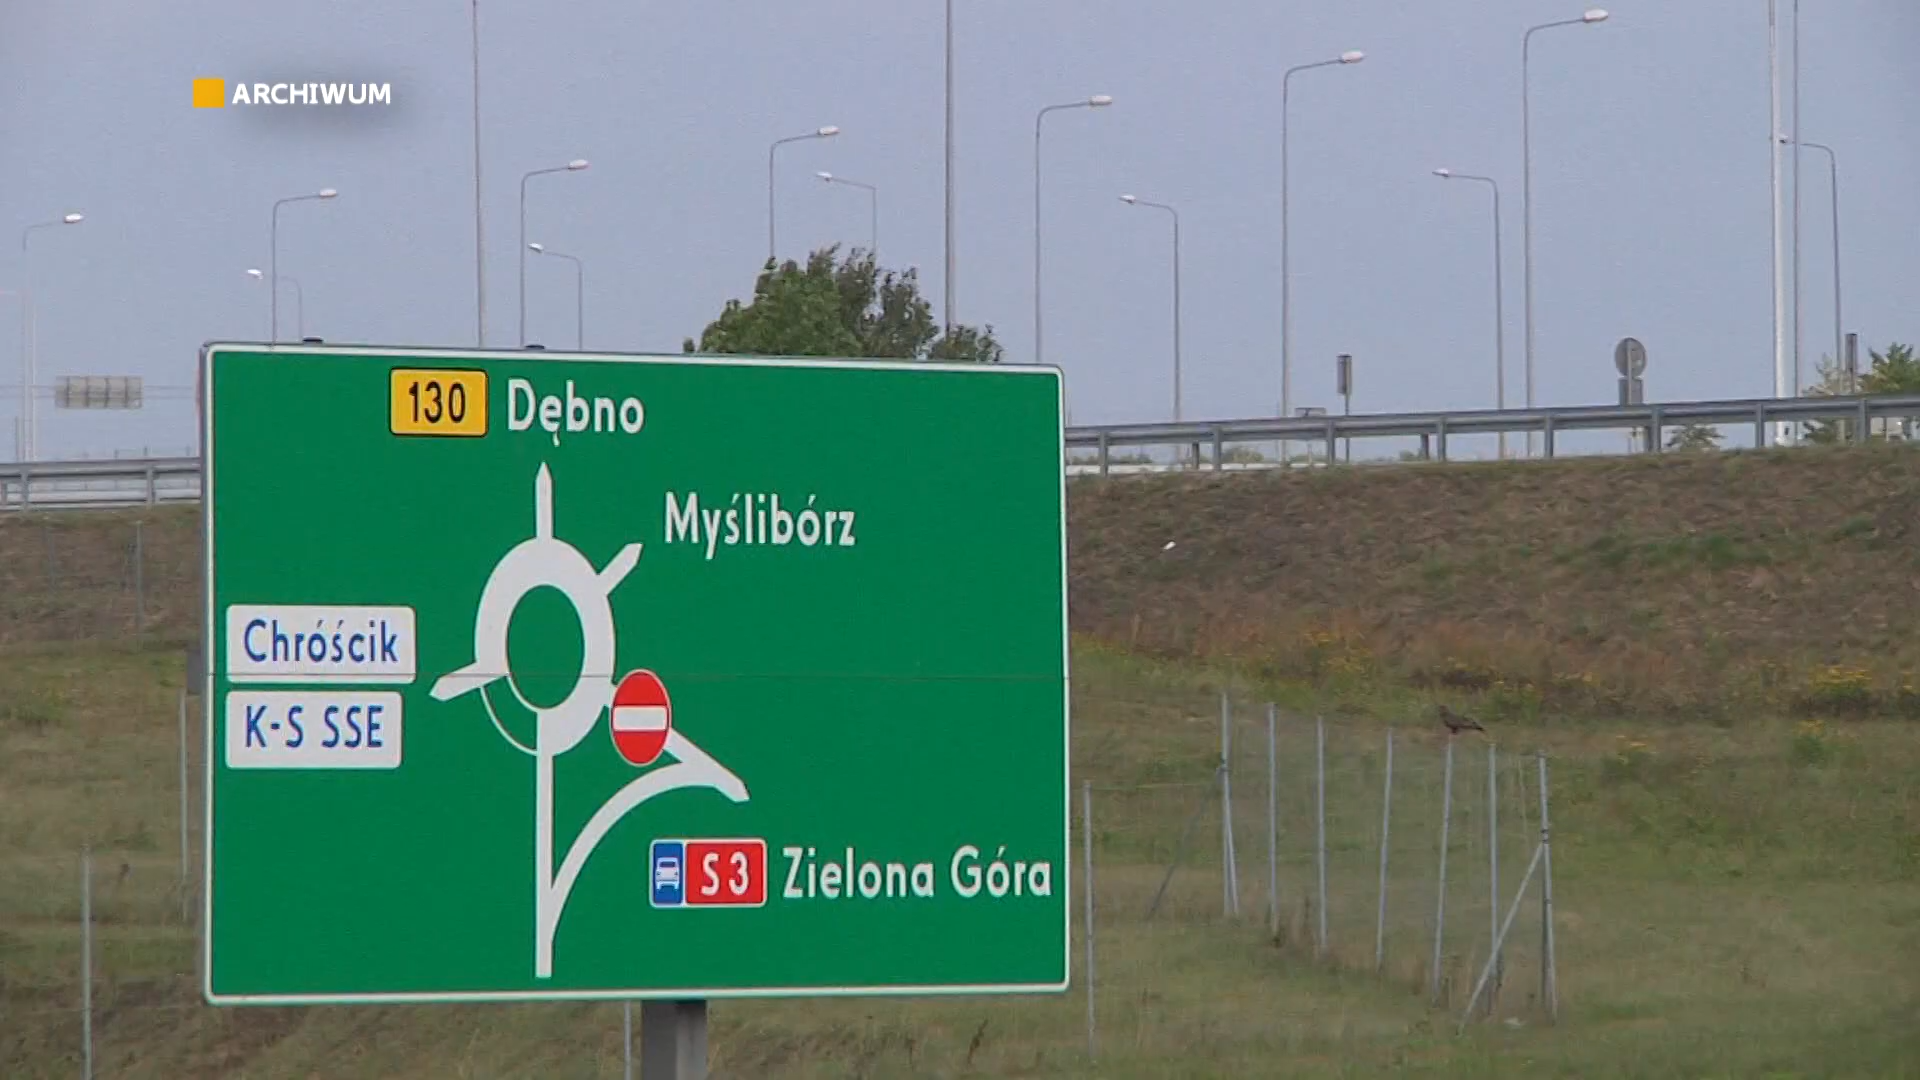 ARCHIWUM
130 Dębno
Myślibórz
Chróścik
K-S SSE
S3 Zielona Góra